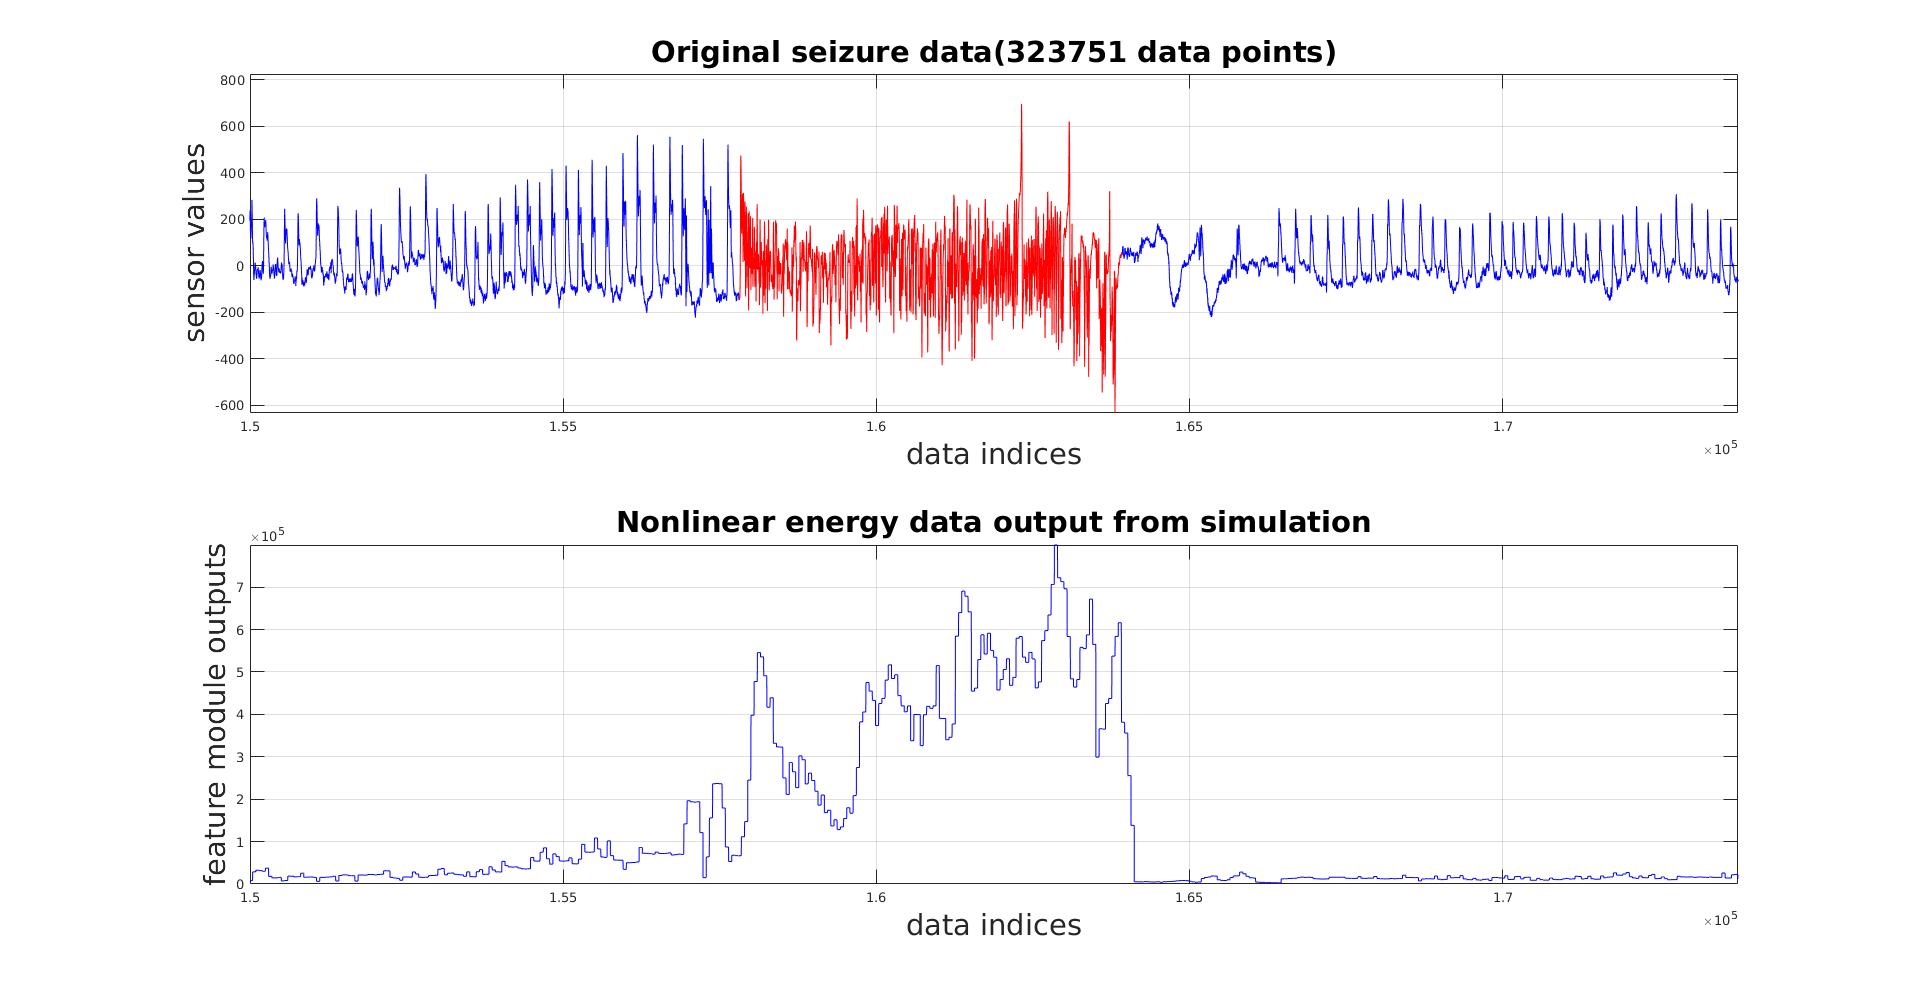 Original seizure data(323751 data points)
sensor values
800
600
400
200
0
-200
-400
-600
1.5 1.55 1.6 1.65 1.7
×10^5
data indices
Nonlinear energy data output from simulation
×10^5
feature module outputs
7
6
5
4
3
2
1
0
1.5 1.55 1.6 1.65 1.7
×10^5
data indices